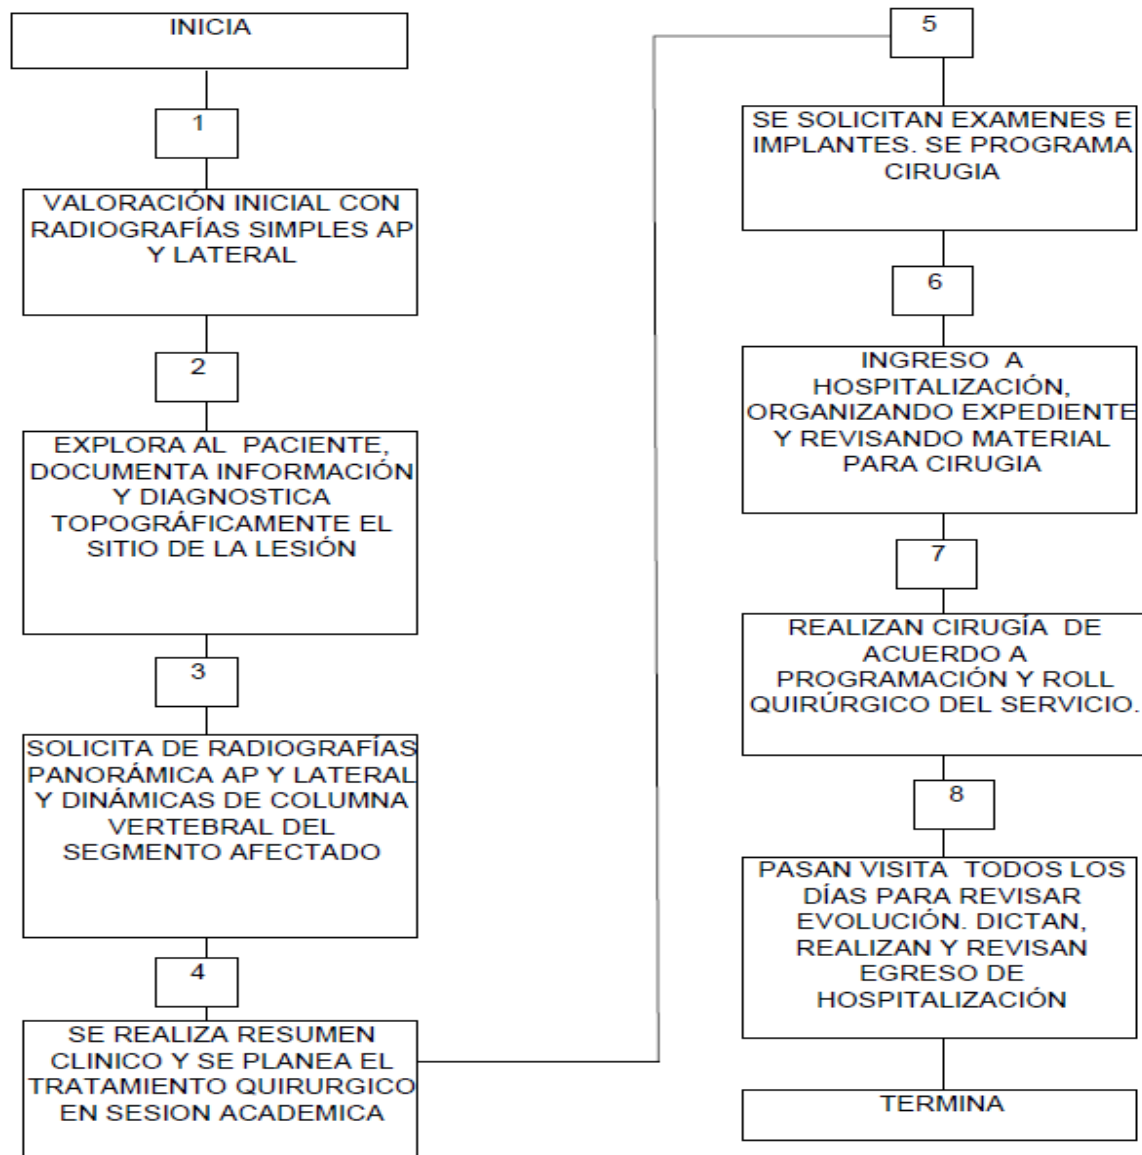 INICIA
1
VALORACIÓN INICIAL CON
RADIOGRAFÍAS SIMPLES AP
Y LATERAL
2
EXPLORA AL  PACIENTE,
DOCUMENTA INFORMACIÓN
Y DIAGNOSTICA
TOPOGRÁFICAMENTE EL
SITIO DE LA LESIÓN
3
SOLICITA DE RADIOGRAFÍAS
PANORÁMICA AP Y LATERAL
Y DINÁMICAS DE COLUMNA
VERTEBRAL DEL
SEGMENTO AFECTADO
4
SE REALIZA RESUMEN
CLINICO Y SE PLANEA EL
TRATAMIENTO QUIRURGICO
EN SESION ACADEMICA
5
SE SOLICITAN EXAMENES E
IMPLANTES. SE PROGRAMA
CIRUGIA
6
INGRESO  A
HOSPITALIZACIÓN,
ORGANIZANDO EXPEDIENTE
Y REVISANDO MATERIAL
PARA CIRUGIA
7
REALIZAN CIRUGÍA  DE
ACUERDO A
PROGRAMACIÓN Y ROLL
QUIRÚRGICO DEL SERVICIO.
8
PASAN VISITA  TODOS LOS
DÍAS PARA REVISAR
EVOLUCIÓN. DICTAN,
REALIZAN Y REVISAN
EGRESO DE
HOSPITALIZACIÓN
TERMINA